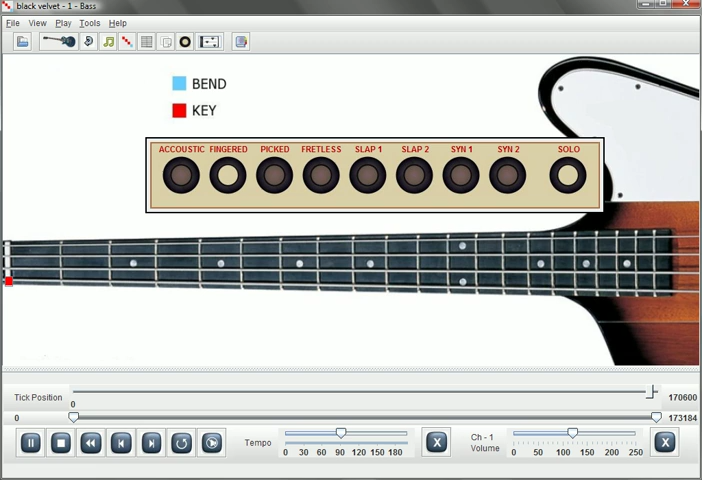 black velvet - 1 - Bass
File View Play Tools Help
BEND
KEY
ACCOUSTIC FINGERED PICKED FRETLESS SLAP 1 SLAP 2 SYN 1 SYN 2 SOLO
Tick Position 0 170600
0 173184
Tempo 0 30 60 90 120 150 180 X
Ch - 1
Volume 0 50 100 150 200 250 X